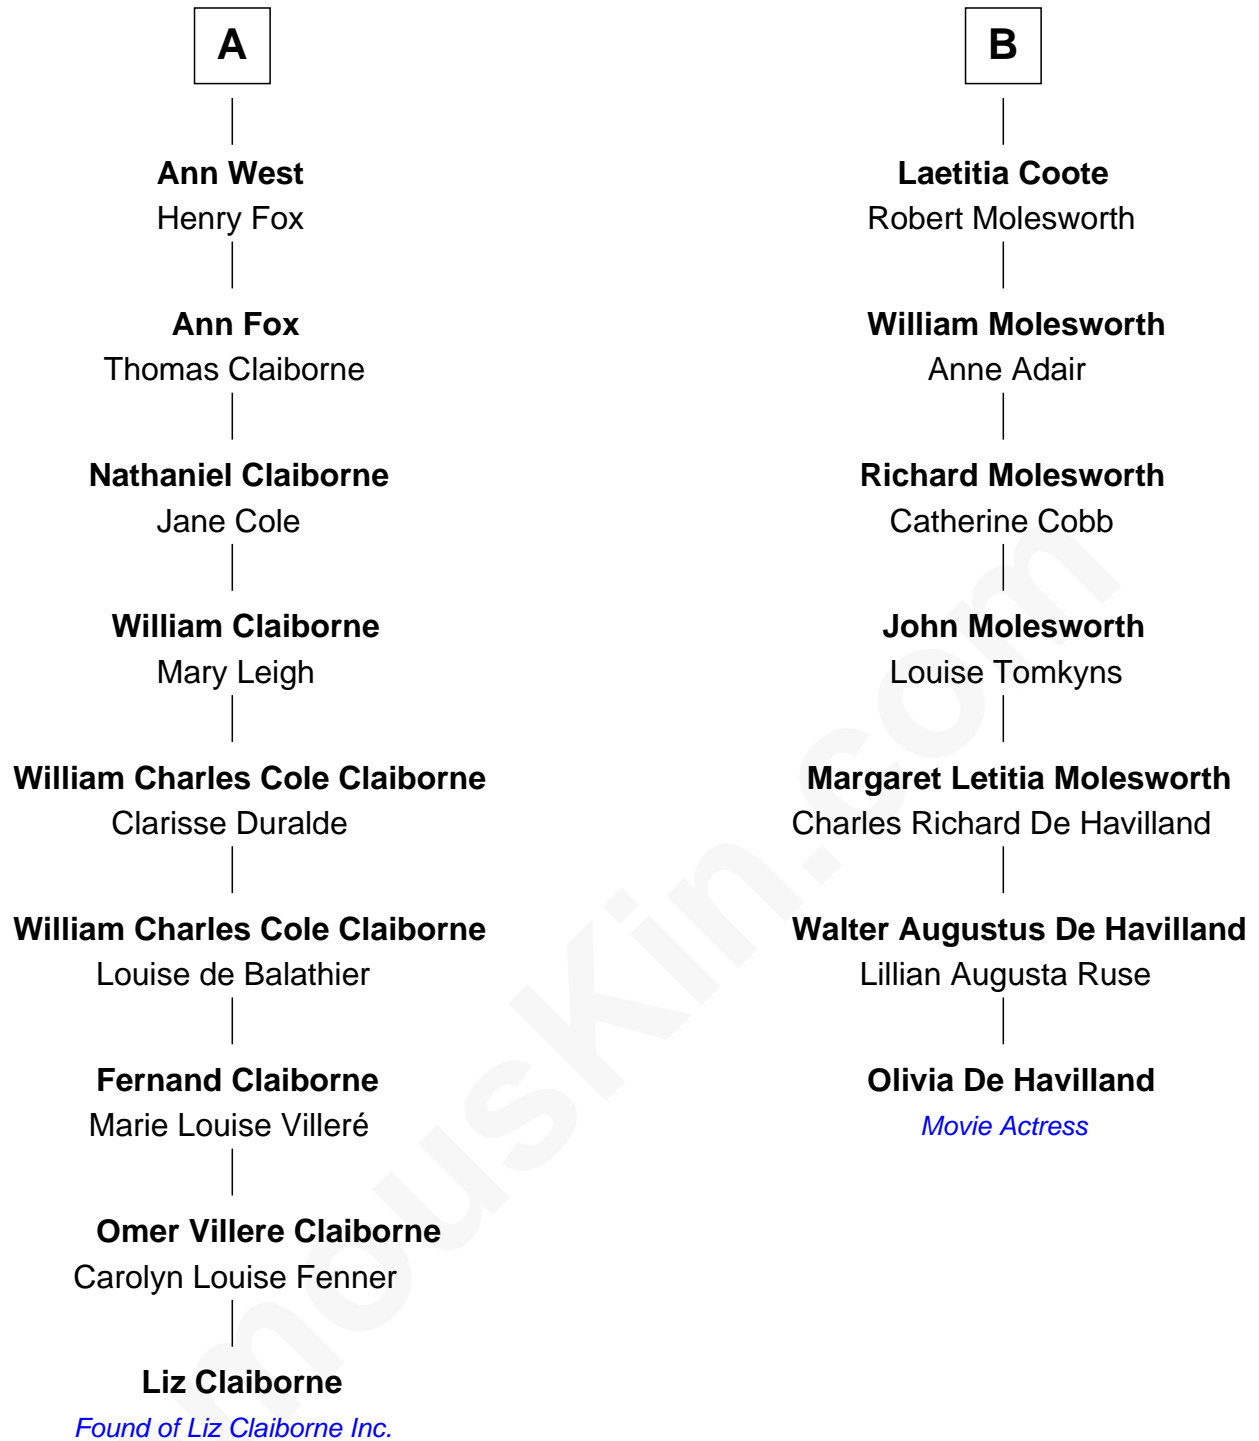 A
Ann West
Henry Fox
Ann Fox
Thomas Claiborne
Nathaniel Claiborne
Jane Cole
William Claiborne
Mary Leigh
William Charles Cole Claiborne
Clarisse Duralde
William Charles Cole Claiborne
Louise de Balathier
Fernand Claiborne
Marie Louise Villeré
Omer Villere Claiborne
Carolyn Louise Fenner
Liz Claiborne
Found of Liz Claiborne Inc.
B
Laetitia Coote
Robert Molesworth
William Molesworth
Anne Adair
Richard Molesworth
Catherine Cobb
John Molesworth
Louise Tomkyns
Margaret Letitia Molesworth
Charles Richard De Havilland
Walter Augustus De Havilland
Lillian Augusta Ruse
Olivia De Havilland
Movie Actress
mousKin.com